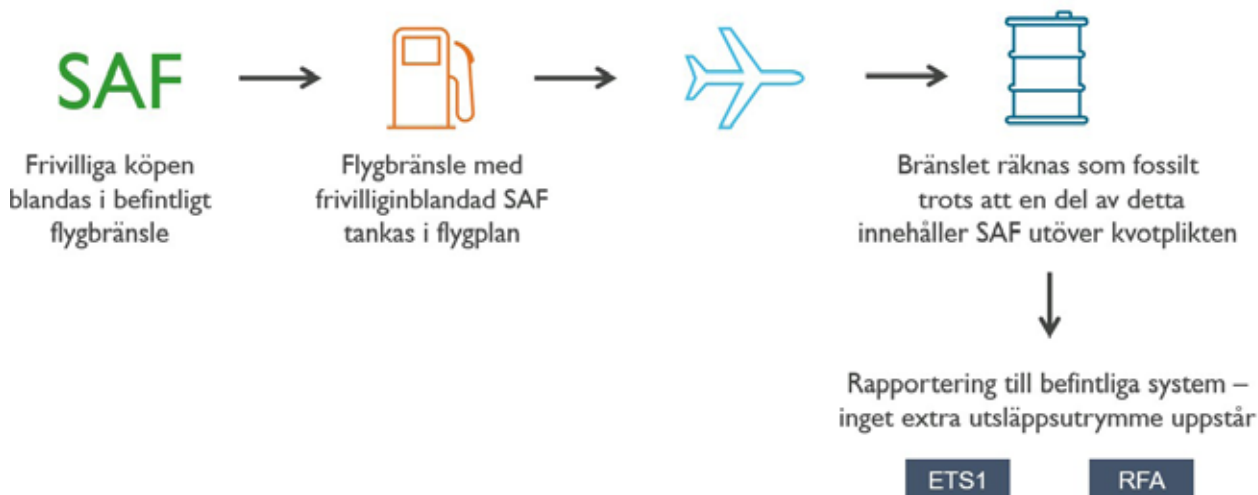 SAF
Frivilliga köpen
blandas i befintligt
flygbränsle
Flygbränsle med
frivilliginblandad SAF
tankas i flygplan
Bränslet räknas som fossilt
trots att en del av detta
innehåller SAF utöver kvotplikten
Rapportering till befintliga system –
inget extra utsläppsutrymme uppstår
ETS1
RFA